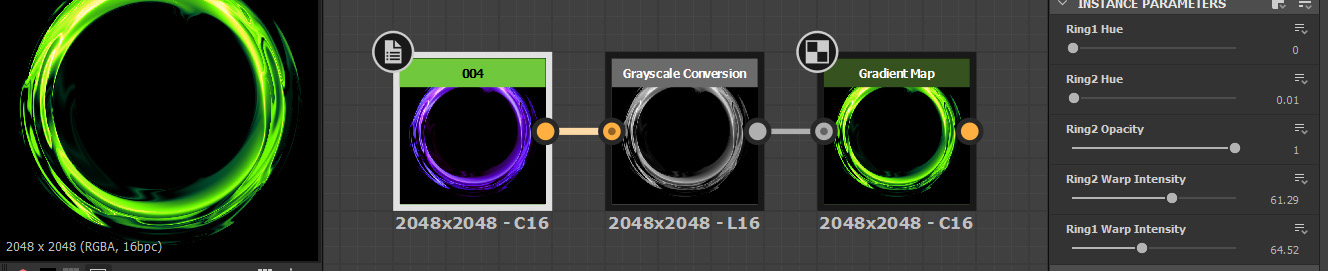 INSTANCE PARAMETERS
Ring1 Hue
0
Ring2 Hue
0.01
Ring2 Opacity
1
Ring2 Warp Intensity
61.29
Ring1 Warp Intensity
64.52
004
Grayscale Conversion
Gradient Map
2048x2048 - C16
2048x2048 - L16
2048x2048 - C16
2048 x 2048 (RGBA, 16bpc)